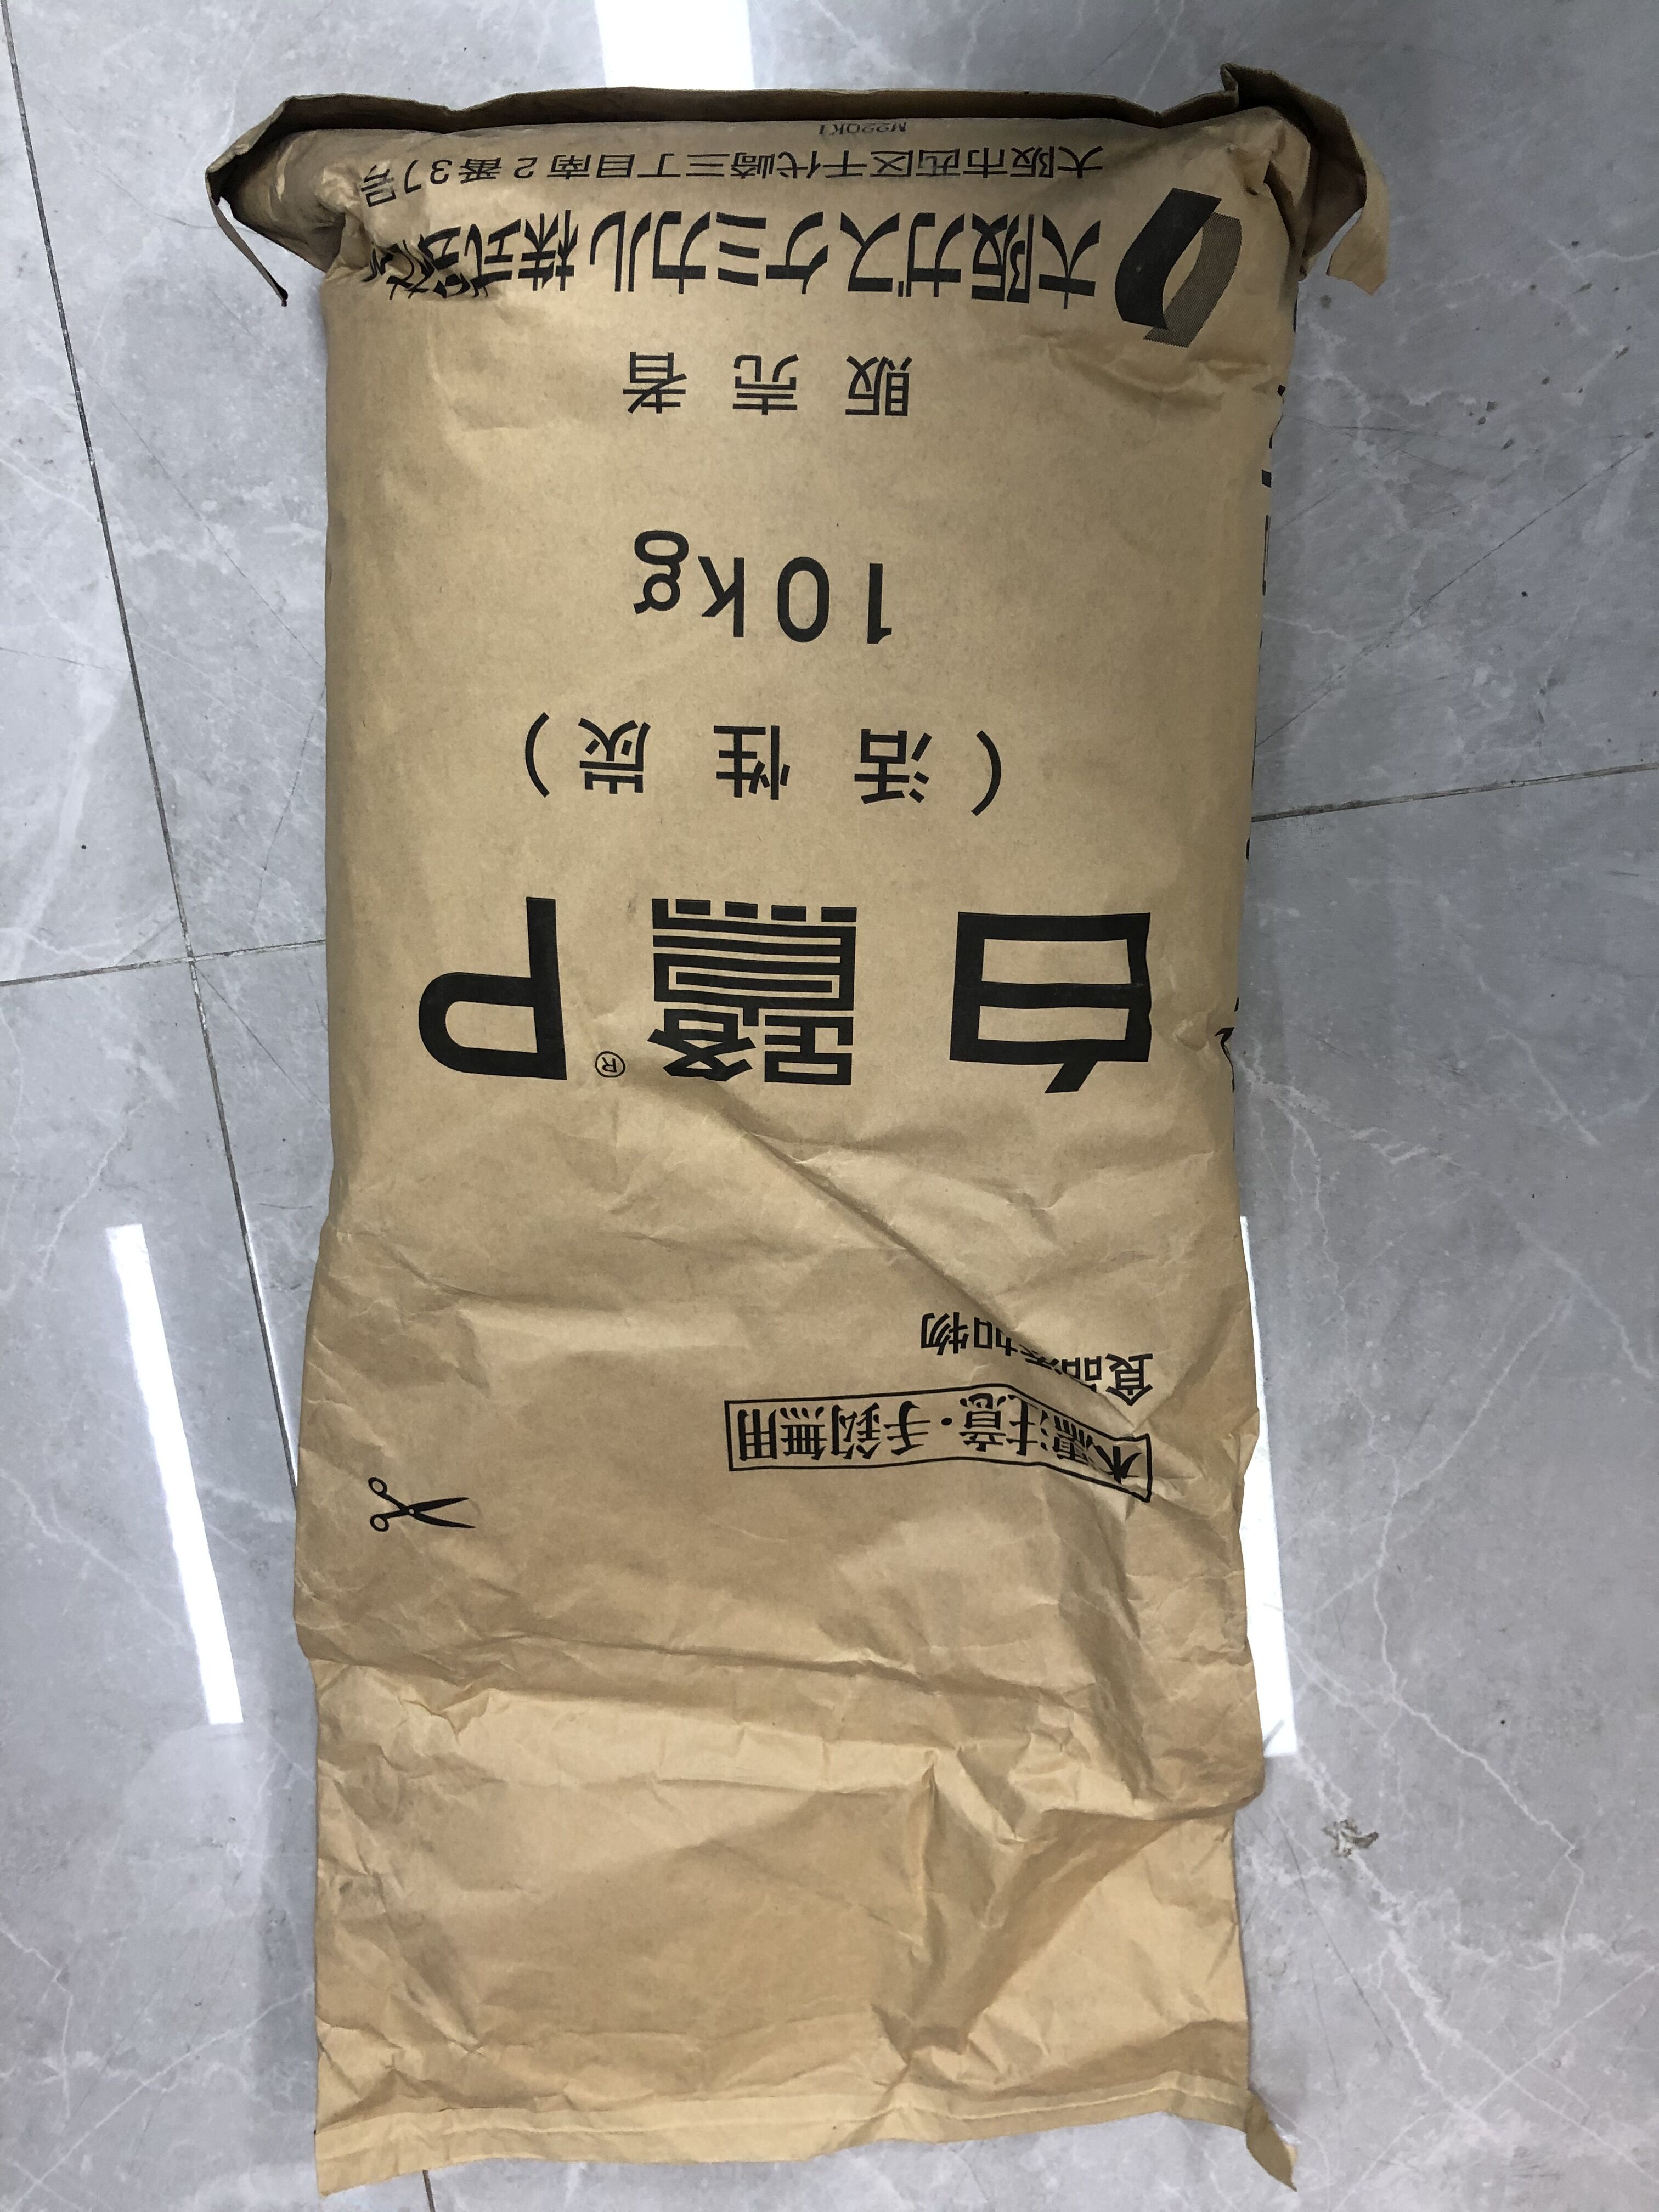 水濡注意・手鈎無用
食品添加物
白鷺®P
(活性炭)
10kg
販売者
大阪ガスケミカル株式会社
大阪市西区千代崎三丁目南2番37号
M220K1